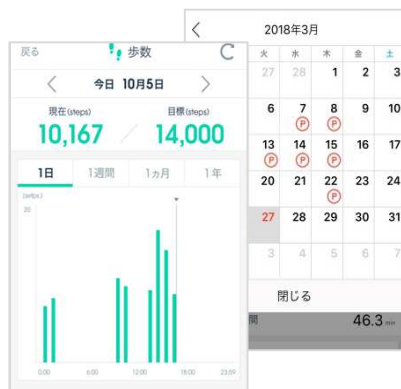 戻る 歩数
今日 10月5日
現在(steps) 目標(steps)
10,167 / 14,000
1日 1週間 1ヵ月 1年
20
0:00 6:00 12:00 18:00 23:59
2018年3月
火 水 木 金 土
27 28 1 2 3
6 7 8 9 10
P P
13 14 15 16 17
P P P
20 21 22 23 24
P
27 28 29 30 31
3 4 5 6 7
閉じる
間 46.3